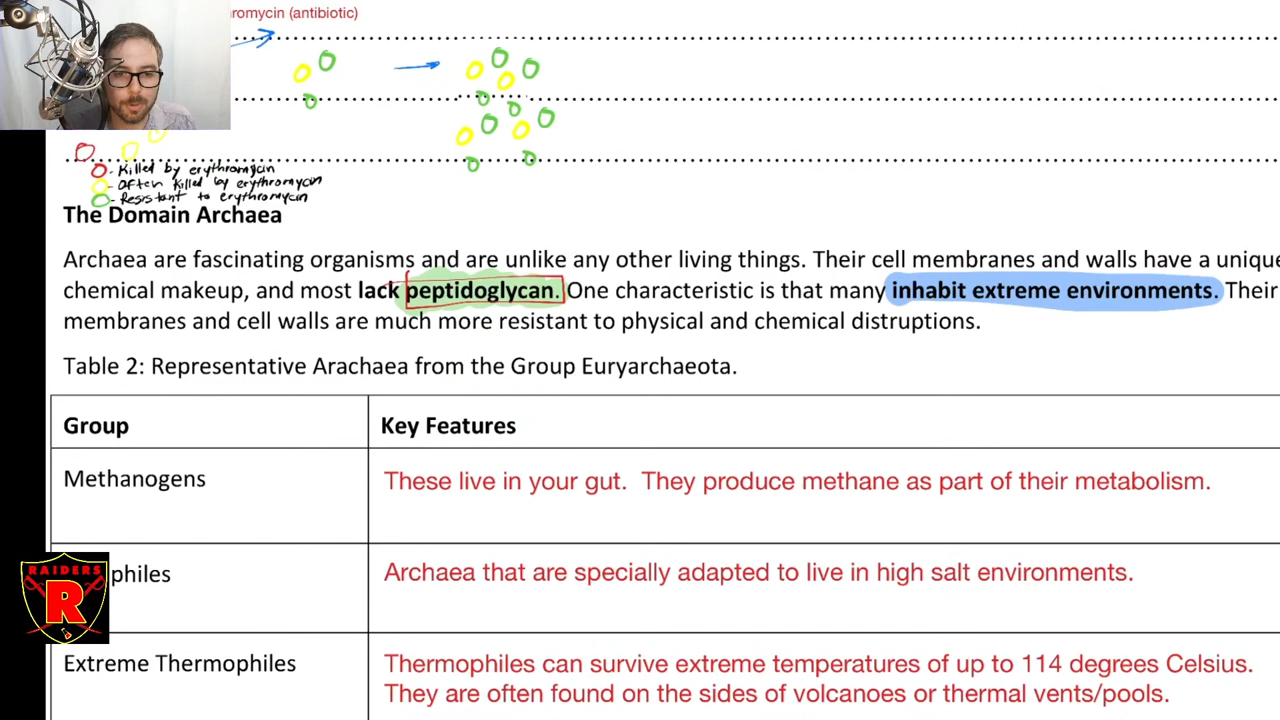 romycin (antibiotic)
- Killed by erythromycin
- Often killed by erythromycin
- Resistant to erythromycin
The Domain Archaea
Archaea are fascinating organisms and are unlike any other living things. Their cell membranes and walls have a unique
chemical makeup, and most lack peptidoglycan. One characteristic is that many inhabit extreme environments. Their
membranes and cell walls are much more resistant to physical and chemical distruptions.
Table 2: Representative Arachaea from the Group Euryarchaeota.
Group Key Features
Methanogens These live in your gut. They produce methane as part of their metabolism.
RAIDERS
R
philes Archaea that are specially adapted to live in high salt environments.
Extreme Thermophiles Thermophiles can survive extreme temperatures of up to 114 degrees Celsius.
They are often found on the sides of volcanoes or thermal vents/pools.